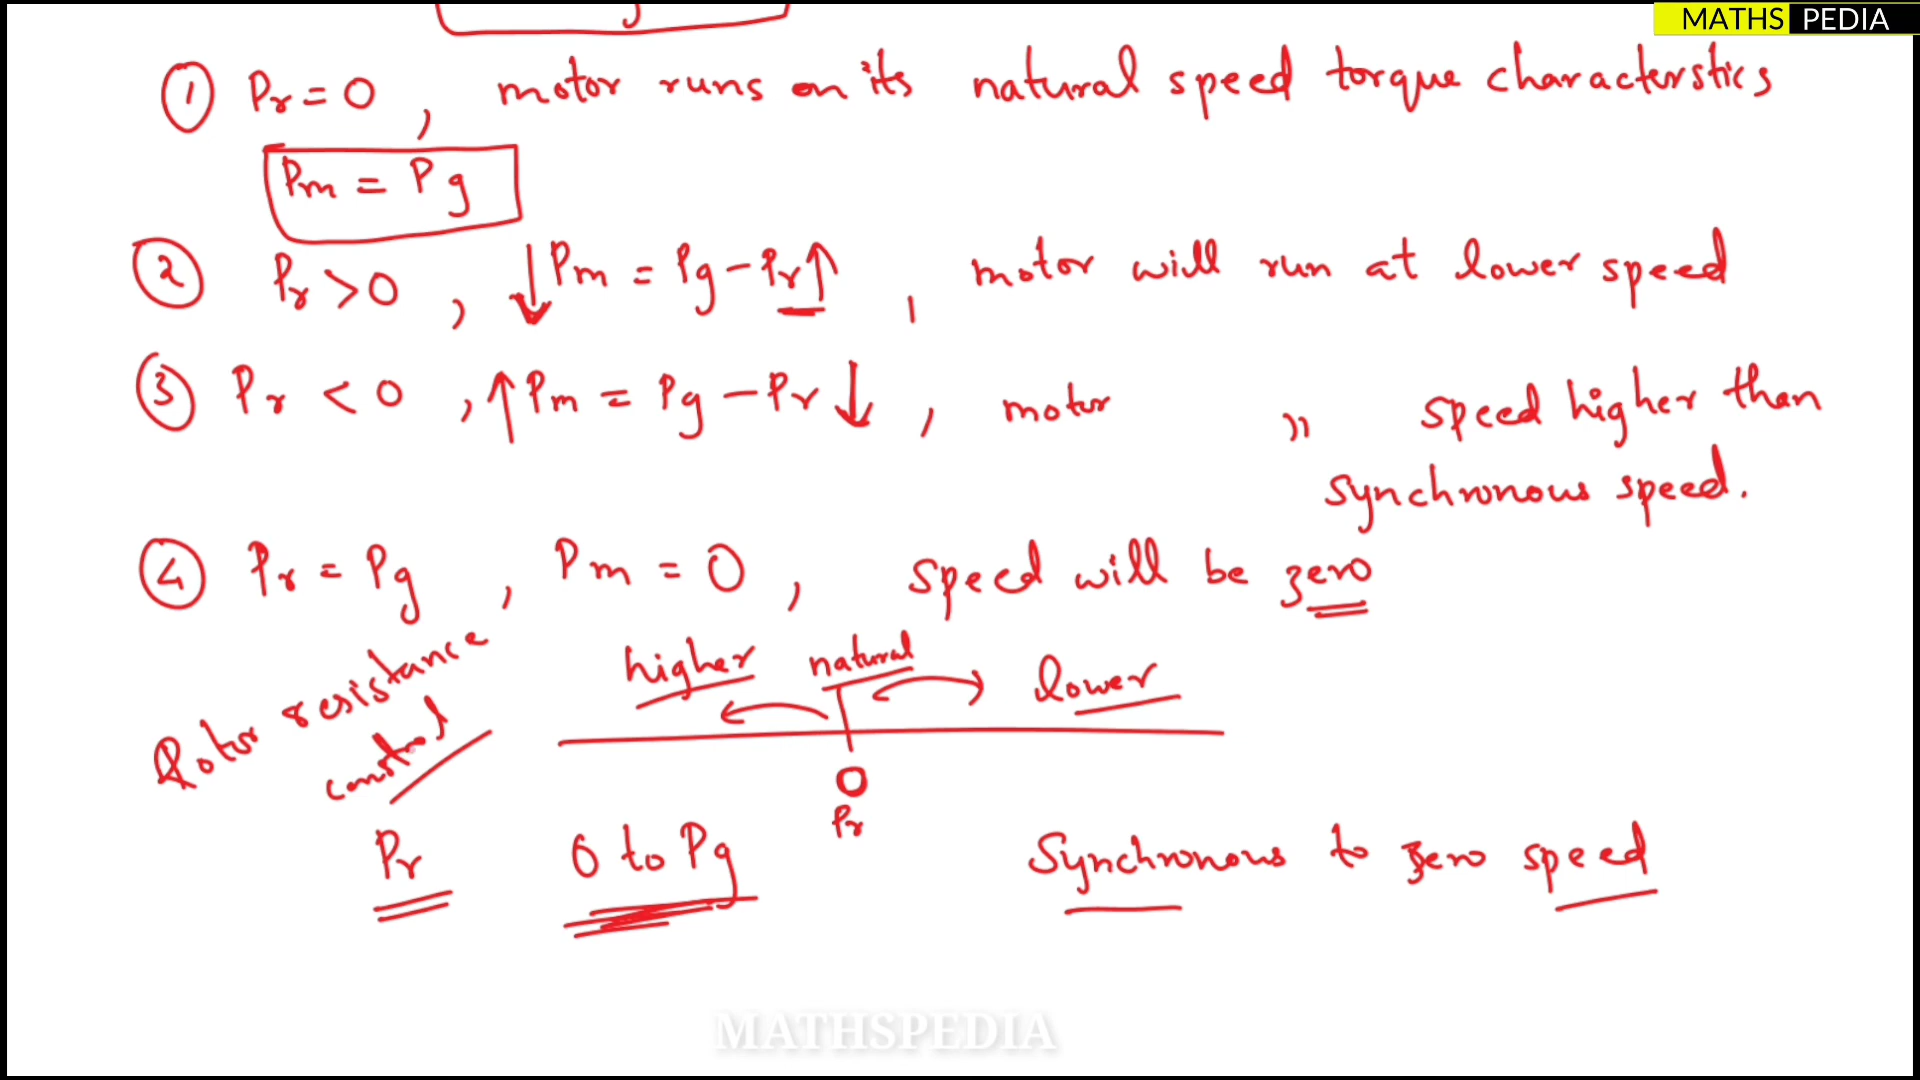 MATHS PEDIA
① Pr = 0 , motor runs on its natural speed torque characterstics
Pm = Pg
② Pr > 0 , ↓ Pm = Pg - Pr ↑ , motor will run at lower speed
③ Pr < 0 , ↑ Pm = Pg - Pr ↓ , motor " speed higher than
synchronous speed.
④ Pr = Pg , Pm = 0 , speed will be zero
Rotor resistance
control
higher natural lower
0
Pr
Pr 0 to Pg Synchronous to zero speed
MATHSPEDIA